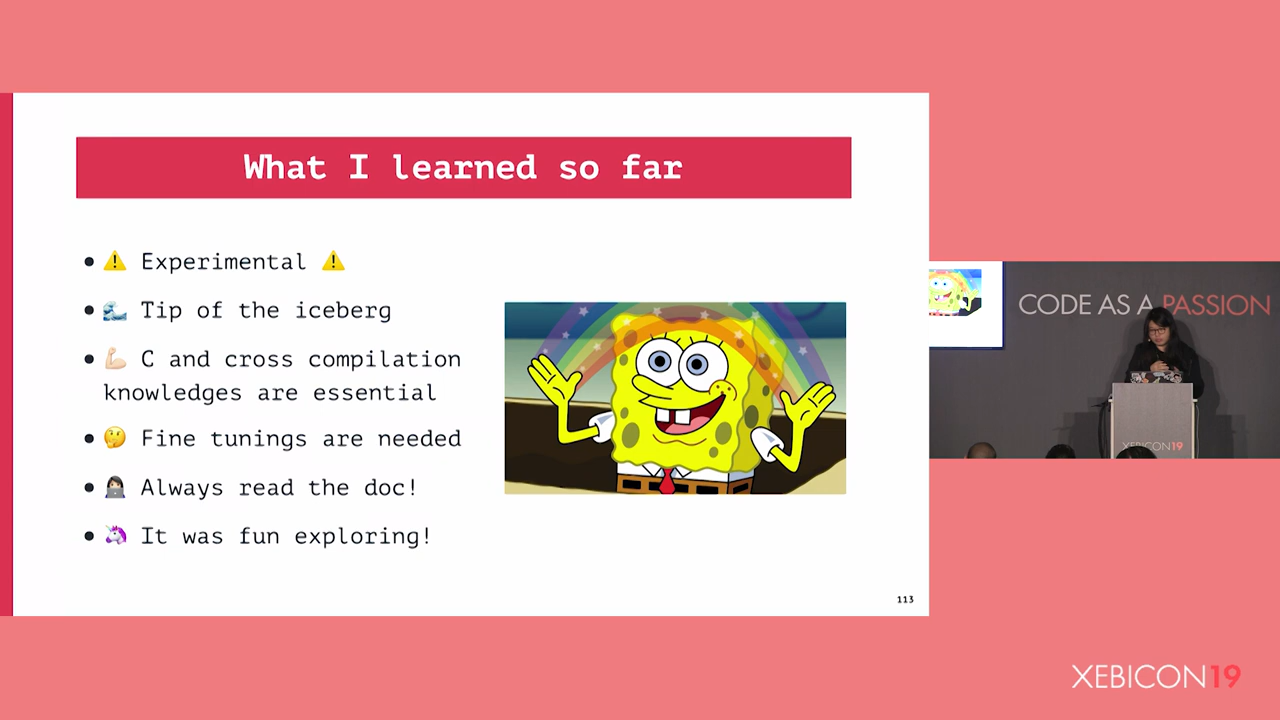 What I learned so far
• ⚠️ Experimental ⚠️
• 🌊 Tip of the iceberg
• 💪🏻 C and cross compilation
knowledges are essential
• 🤔 Fine tunings are needed
• 👩🏻‍💻 Always read the doc!
• 🦄 It was fun exploring!
113
CODE AS A PASSION
XEBICON19
XEBICON19